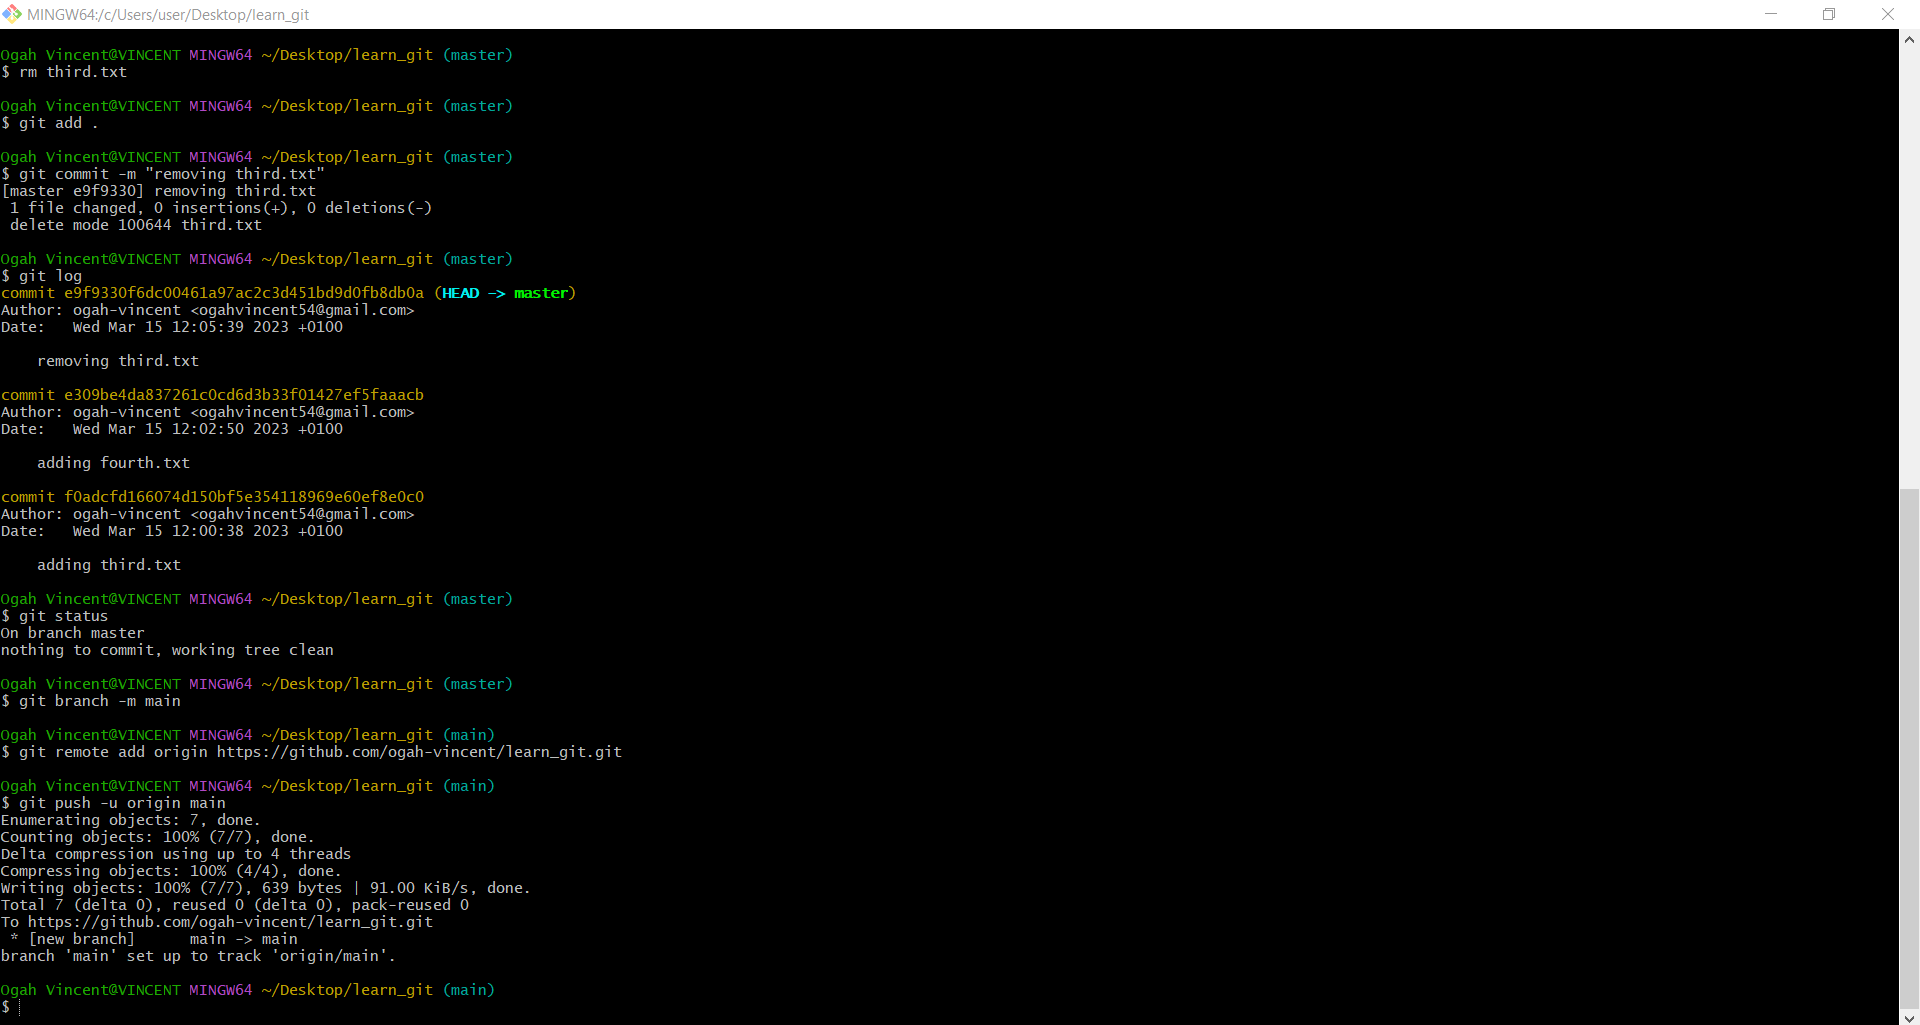 MINGW64:/c/Users/user/Desktop/learn_git
Ogah Vincent@VINCENT MINGW64 ~/Desktop/learn_git (master)
$ rm third.txt
Ogah Vincent@VINCENT MINGW64 ~/Desktop/learn_git (master)
$ git add .
Ogah Vincent@VINCENT MINGW64 ~/Desktop/learn_git (master)
$ git commit -m "removing third.txt"
[master e9f9330] removing third.txt
 1 file changed, 0 insertions(+), 0 deletions(-)
 delete mode 100644 third.txt
Ogah Vincent@VINCENT MINGW64 ~/Desktop/learn_git (master)
$ git log
commit e9f9330f6dc00461a97ac2c3d451bd9d0fb8db0a (HEAD -> master)
Author: ogah-vincent <ogahvincent54@gmail.com>
Date:   Wed Mar 15 12:05:39 2023 +0100
    removing third.txt
commit e309be4da837261c0cd6d3b33f01427ef5faaacb
Author: ogah-vincent <ogahvincent54@gmail.com>
Date:   Wed Mar 15 12:02:50 2023 +0100
    adding fourth.txt
commit f0adcfd166074d150bf5e354118969e60ef8e0c0
Author: ogah-vincent <ogahvincent54@gmail.com>
Date:   Wed Mar 15 12:00:38 2023 +0100
    adding third.txt
Ogah Vincent@VINCENT MINGW64 ~/Desktop/learn_git (master)
$ git status
On branch master
nothing to commit, working tree clean
Ogah Vincent@VINCENT MINGW64 ~/Desktop/learn_git (master)
$ git branch -m main
Ogah Vincent@VINCENT MINGW64 ~/Desktop/learn_git (main)
$ git remote add origin https://github.com/ogah-vincent/learn_git.git
Ogah Vincent@VINCENT MINGW64 ~/Desktop/learn_git (main)
$ git push -u origin main
Enumerating objects: 7, done.
Counting objects: 100% (7/7), done.
Delta compression using up to 4 threads
Compressing objects: 100% (4/4), done.
Writing objects: 100% (7/7), 639 bytes | 91.00 KiB/s, done.
Total 7 (delta 0), reused 0 (delta 0), pack-reused 0
To https://github.com/ogah-vincent/learn_git.git
 * [new branch]      main -> main
branch 'main' set up to track 'origin/main'.
Ogah Vincent@VINCENT MINGW64 ~/Desktop/learn_git (main)
$